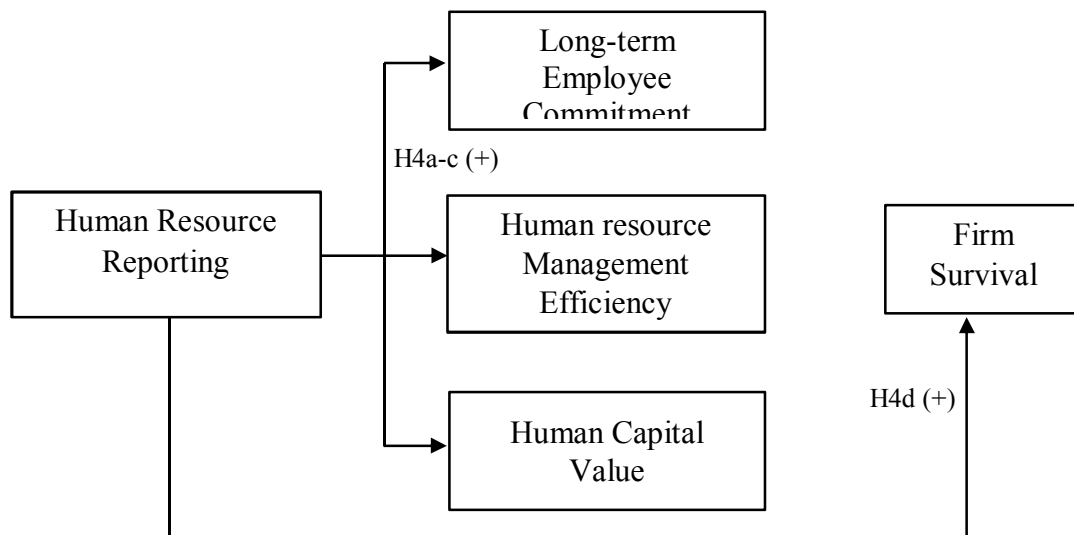 Long-term
Employee
Commitment
H4a-c (+)
Human Resource
Reporting
Human resource
Management
Efficiency
Firm
Survival
H4d (+)
Human Capital
Value